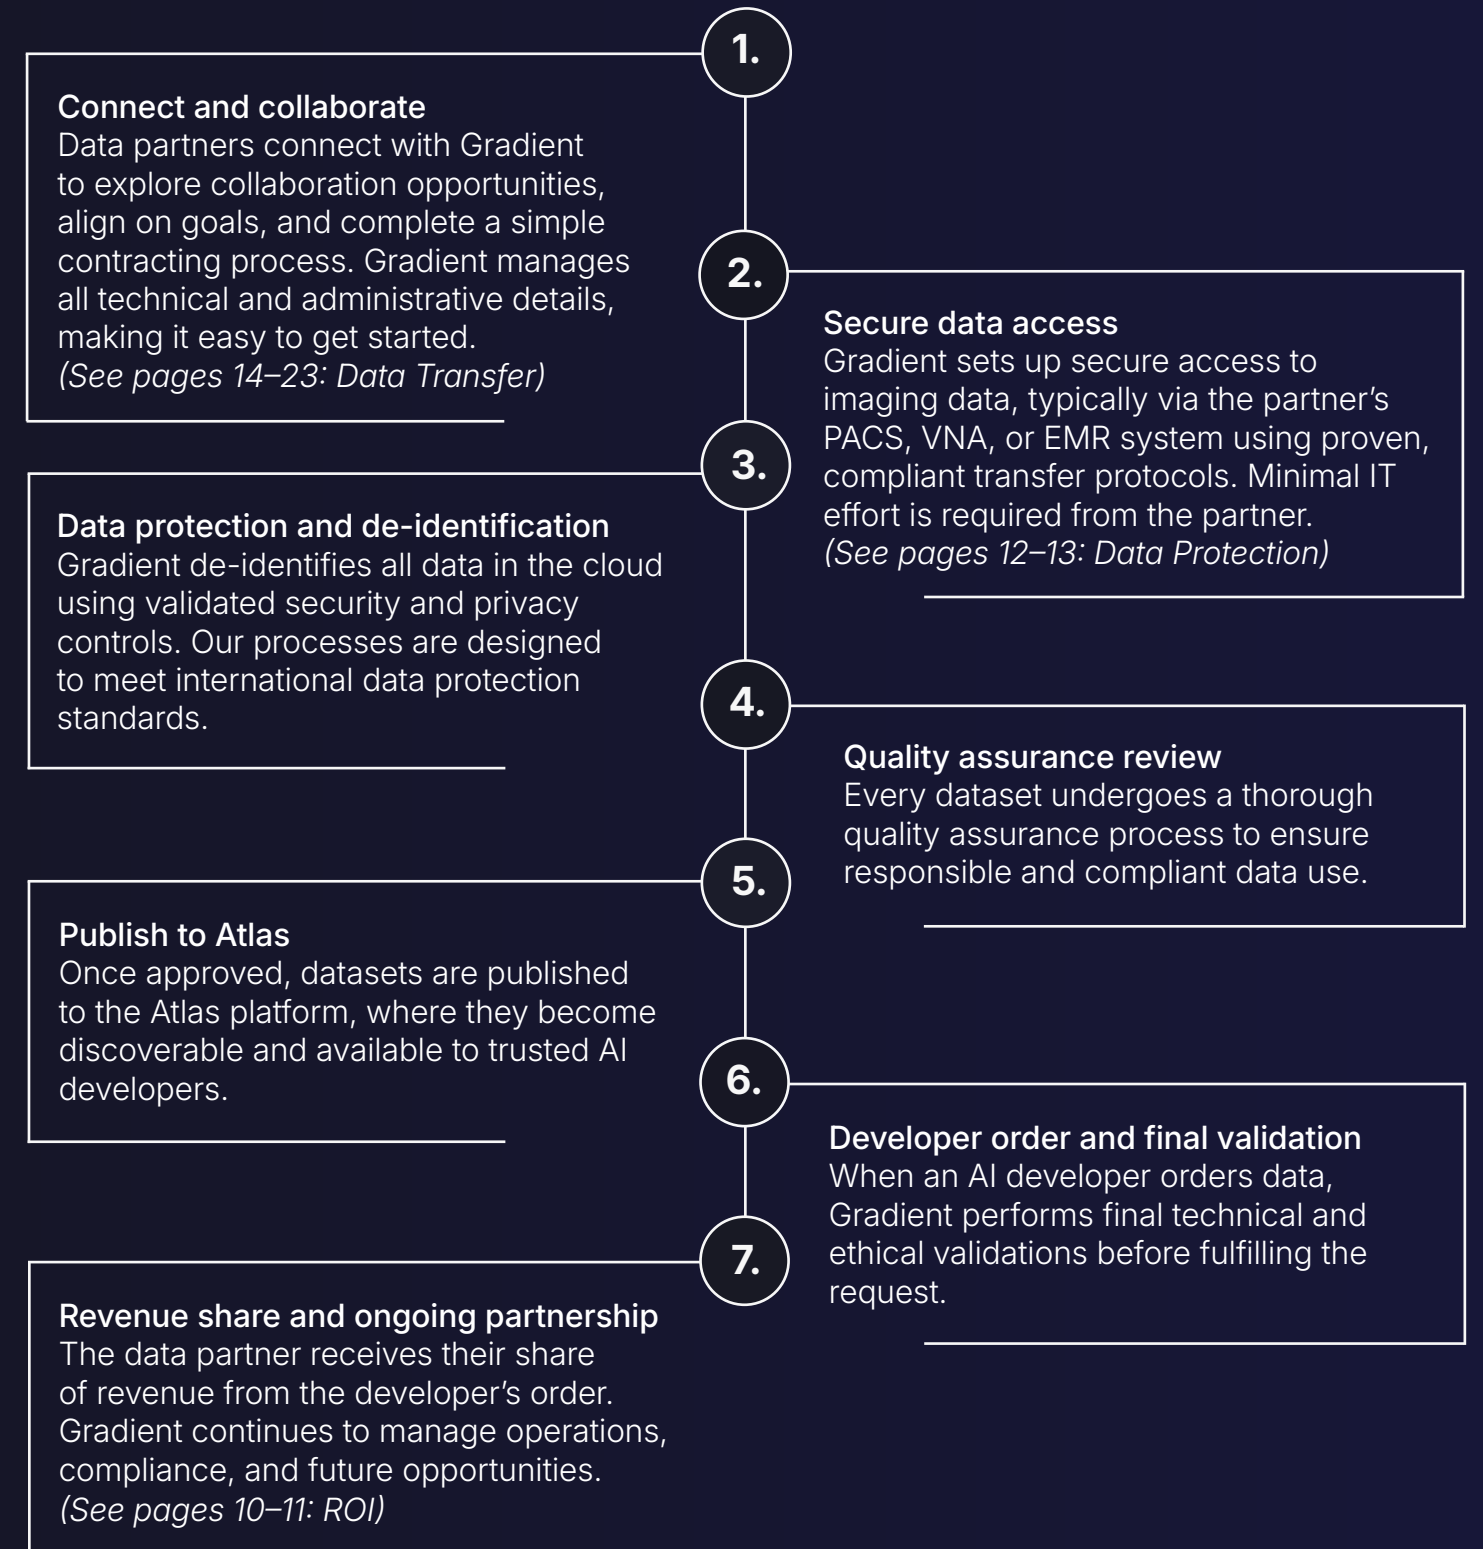 1.
Connect and collaborate
Data partners connect with Gradient
to explore collaboration opportunities,
align on goals, and complete a simple
contracting process. Gradient manages
all technical and administrative details,
making it easy to get started.
(See pages 14–23: Data Transfer)
2.
Secure data access
Gradient sets up secure access to
imaging data, typically via the partner’s
PACS, VNA, or EMR system using proven,
compliant transfer protocols. Minimal IT
effort is required from the partner.
(See pages 12–13: Data Protection)
3.
Data protection and de-identification
Gradient de-identifies all data in the cloud
using validated security and privacy
controls. Our processes are designed
to meet international data protection
standards.
4.
Quality assurance review
Every dataset undergoes a thorough
quality assurance process to ensure
responsible and compliant data use.
5.
Publish to Atlas
Once approved, datasets are published
to the Atlas platform, where they become
discoverable and available to trusted AI
developers.
6.
Developer order and final validation
When an AI developer orders data,
Gradient performs final technical and
ethical validations before fulfilling the
request.
7.
Revenue share and ongoing partnership
The data partner receives their share
of revenue from the developer’s order.
Gradient continues to manage operations,
compliance, and future opportunities.
(See pages 10–11: ROI)